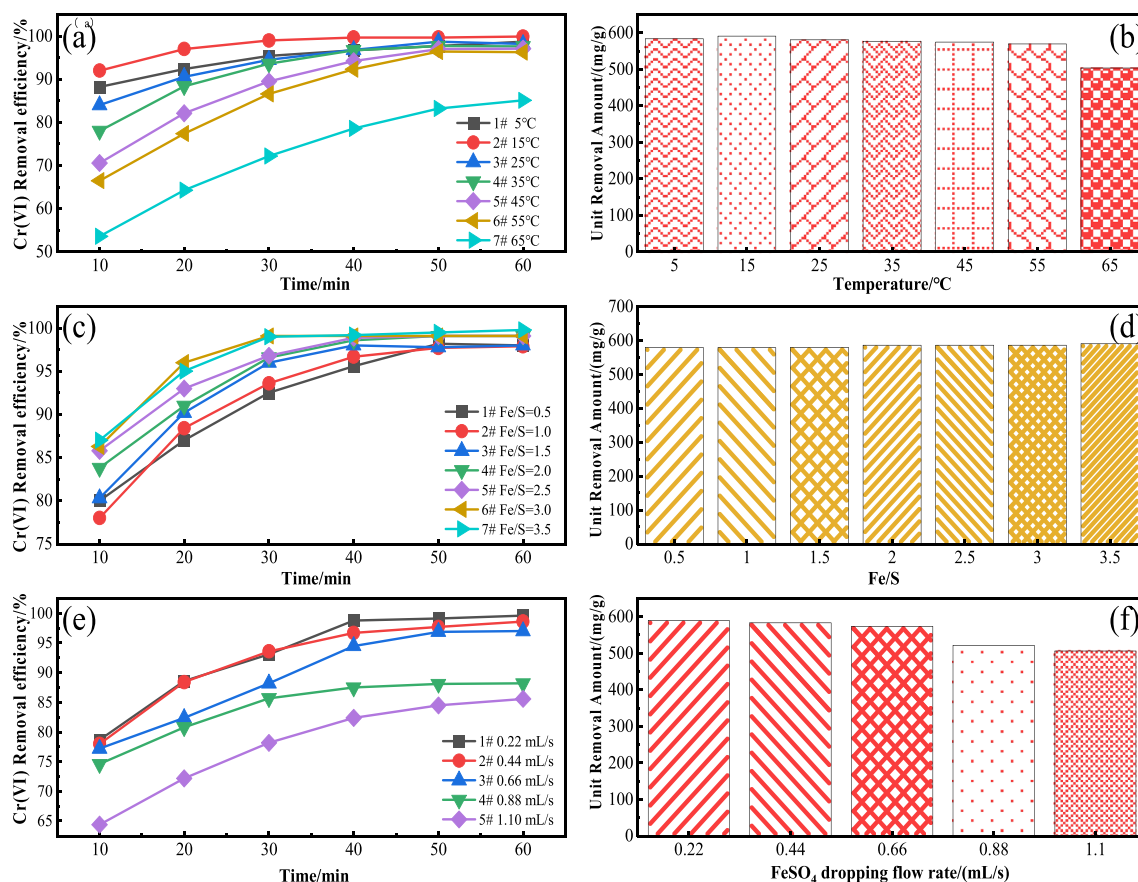 (a)
(a)
Cr(VI) Removal efficiency/%
100
90
80
70
60
50
1# 5℃
2# 15℃
3# 25℃
4# 35℃
5# 45℃
6# 55℃
7# 65℃
10 20 30 40 50 60
Time/min
(b)
Unit Removal Amount/(mg/g)
600
500
400
300
200
100
0
5 15 25 35 45 55 65
Temperature/℃
(c)
Cr(VI) Removal efficiency/%
100
95
90
85
80
75
1# Fe/S=0.5
2# Fe/S=1.0
3# Fe/S=1.5
4# Fe/S=2.0
5# Fe/S=2.5
6# Fe/S=3.0
7# Fe/S=3.5
10 20 30 40 50 60
Time/min
(d)
Unit Removal Amount/(mg/g)
700
600
500
400
300
200
100
0
0.5 1 1.5 2 2.5 3 3.5
Fe/S
(e)
Cr(VI) Removal efficiency/%
100
95
90
85
80
75
70
65
1# 0.22 mL/s
2# 0.44 mL/s
3# 0.66 mL/s
4# 0.88 mL/s
5# 1.10 mL/s
10 20 30 40 50 60
Time/min
(f)
Unit Removal Amount/(mg/g)
600
500
400
300
200
100
0
0.22 0.44 0.66 0.88 1.1
FeSO₄ dropping flow rate/(mL/s)